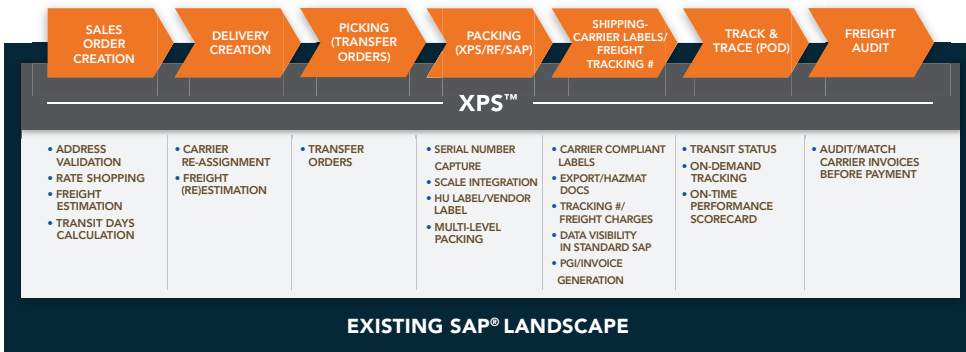 SALES
ORDER
CREATION
DELIVERY
CREATION
PICKING
(TRANSFER
ORDERS)
PACKING
(XPS/RF/SAP)
SHIPPING-
CARRIER LABELS/
FREIGHT
TRACKING #
TRACK &
TRACE (POD)
FREIGHT
AUDIT
XPS™
• ADDRESS
VALIDATION
• RATE SHOPPING
• FREIGHT
ESTIMATION
• TRANSIT DAYS
CALCULATION
• CARRIER
RE-ASSIGNMENT
• FREIGHT
(RE)ESTIMATION
• TRANSFER
ORDERS
• SERIAL NUMBER
CAPTURE
• SCALE INTEGRATION
• HU LABEL/VENDOR
LABEL
• MULTI-LEVEL
PACKING
• CARRIER COMPLIANT
LABELS
• EXPORT/HAZMAT
DOCS
• TRACKING #/
FREIGHT CHARGES
• DATA VISIBILITY
IN STANDARD SAP
• PGI/INVOICE
GENERATION
• TRANSIT STATUS
• ON-DEMAND
TRACKING
• ON-TIME
PERFORMANCE
SCORECARD
• AUDIT/MATCH
CARRIER INVOICES
BEFORE PAYMENT
EXISTING SAP® LANDSCAPE